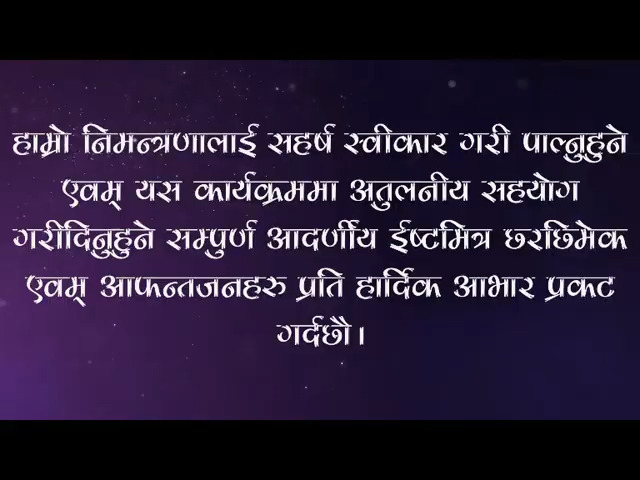 हाम्रो निमन्त्रणालाई सहर्ष स्वीकार गरी पाल्नुहुने
एवम् यस कार्यक्रममा अतुलनीय सहयोग
गरीदिनुहुने सम्पुर्ण आदर्णीय ईष्टमित्र छरछिमेक
एवम् आफन्तजनहरु प्रति हार्दिक आभार प्रकट
गर्दछौ।